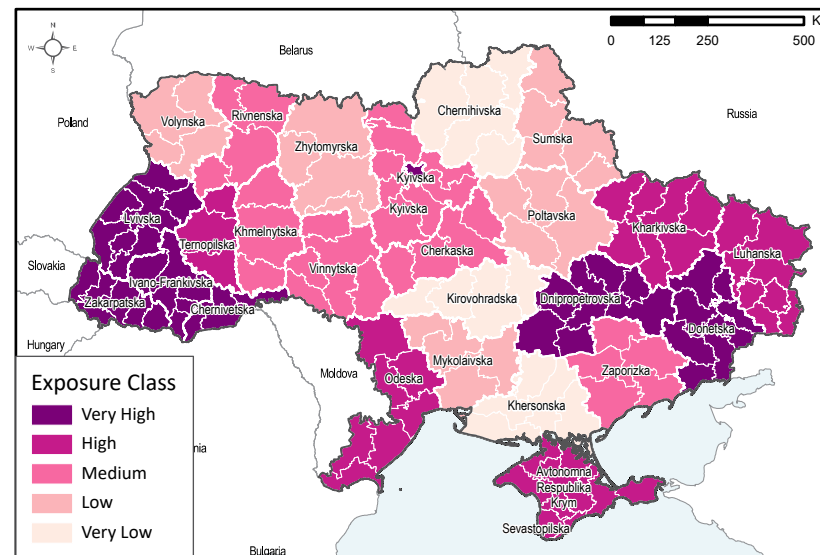 N
W E
S
K
0 125 250 500
Belarus
Poland
Russia
Volynska
Rivnenska
Chernihivska
Zhytomyrska
Sumska
Kyivska
Kyivska
Lvivska
Poltavska
Kharkivska
Ternopilska
Khmelnytska
Cherkaska
Luhanska
Slovakia
Vinnytska
Ivano-Frankivska
Kirovohradska
Dnipropetrovska
Zakarpatska
Chernivetska
Dohetska
Hungary
Mykolaivska
Zaporizka
Moldova
Odeska
Khersonska
Exposure Class
Very High
High
Medium
Low
Very Low
nia
Avtonomna
Respublika
Krym
Sevastopilska
Bulgaria